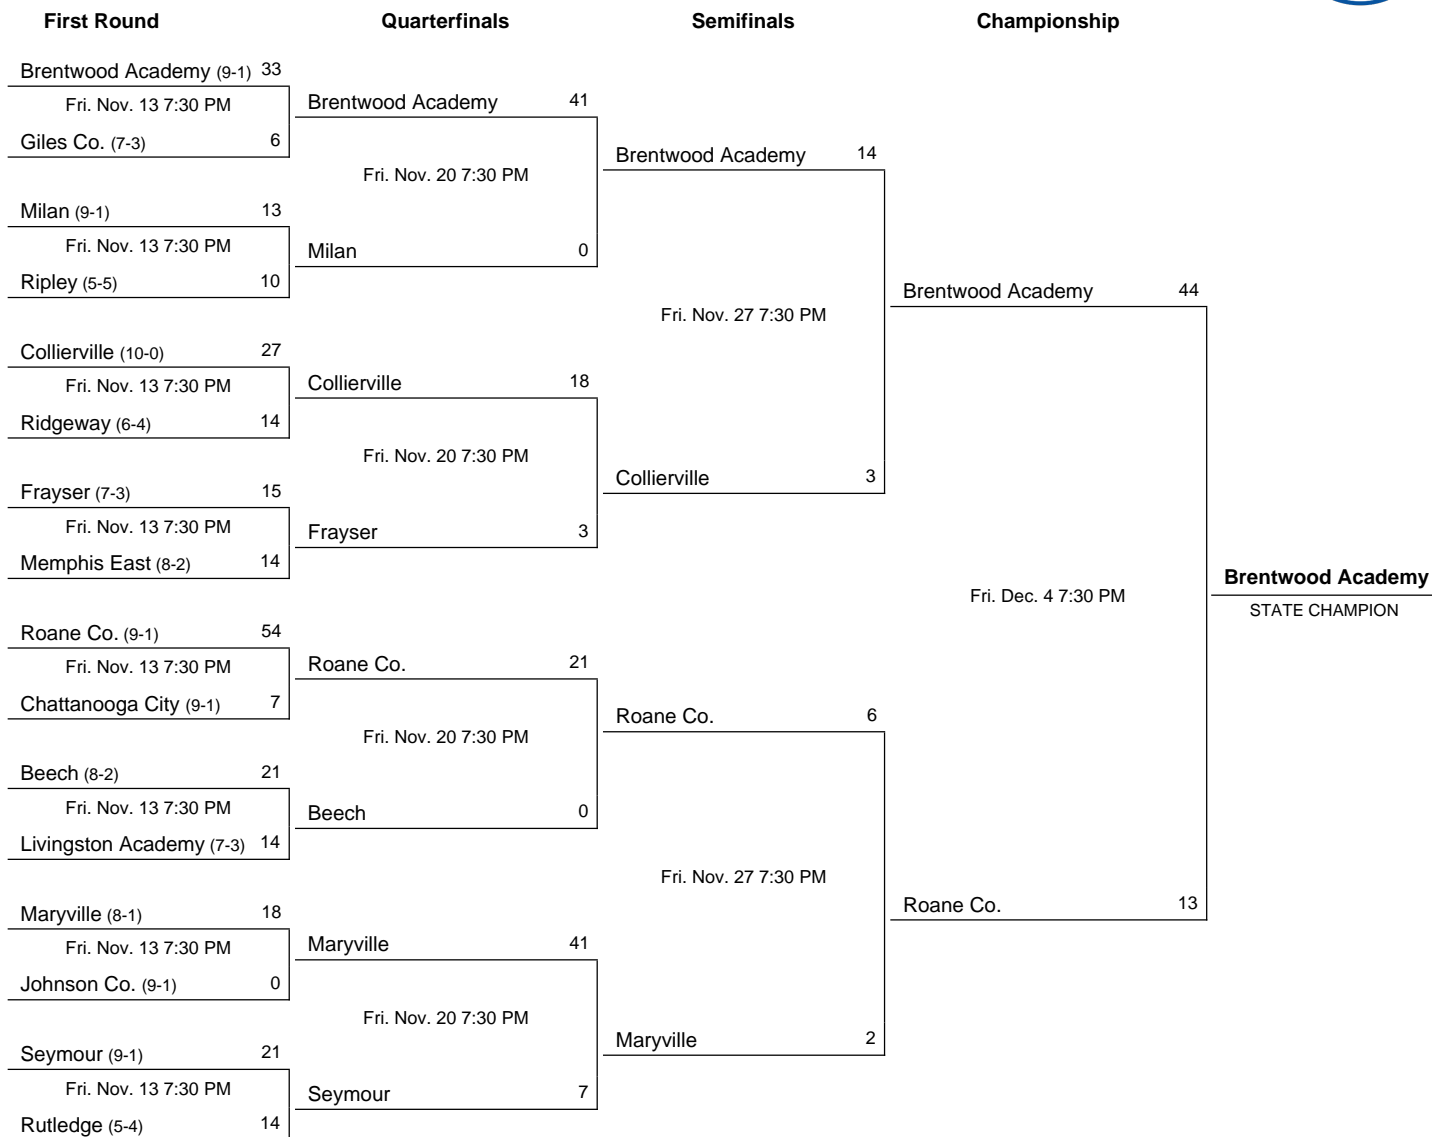 First Round Quarterfinals Semifinals Championship
Brentwood Academy (9-1) 33
Fri. Nov. 13 7:30 PM
Giles Co. (7-3) 6
Milan (9-1) 13
Fri. Nov. 13 7:30 PM
Ripley (5-5) 10
Collierville (10-0) 27
Fri. Nov. 13 7:30 PM
Ridgeway (6-4) 14
Frayser (7-3) 15
Fri. Nov. 13 7:30 PM
Memphis East (8-2) 14
Roane Co. (9-1) 54
Fri. Nov. 13 7:30 PM
Chattanooga City (9-1) 7
Beech (8-2) 21
Fri. Nov. 13 7:30 PM
Livingston Academy (7-3) 14
Maryville (8-1) 18
Fri. Nov. 13 7:30 PM
Johnson Co. (9-1) 0
Seymour (9-1) 21
Fri. Nov. 13 7:30 PM
Rutledge (5-4) 14
Brentwood Academy 41
Fri. Nov. 20 7:30 PM
Milan 0
Collierville 18
Fri. Nov. 20 7:30 PM
Frayser 3
Roane Co. 21
Fri. Nov. 20 7:30 PM
Beech 0
Maryville 41
Fri. Nov. 20 7:30 PM
Seymour 7
Brentwood Academy 14
Fri. Nov. 27 7:30 PM
Collierville 3
Roane Co. 6
Fri. Nov. 27 7:30 PM
Maryville 2
Brentwood Academy 44
Fri. Dec. 4 7:30 PM
Roane Co. 13
Brentwood Academy
STATE CHAMPION